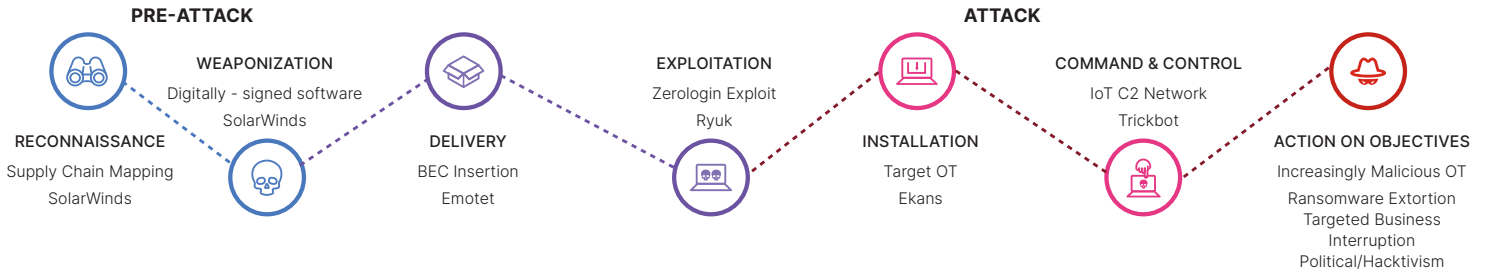 PRE-ATTACK
ATTACK
RECONNAISSANCE
Supply Chain Mapping
SolarWinds
WEAPONIZATION
Digitally - signed software
SolarWinds
DELIVERY
BEC Insertion
Emotet
EXPLOITATION
Zerologin Exploit
Ryuk
INSTALLATION
Target OT
Ekans
COMMAND & CONTROL
IoT C2 Network
Trickbot
ACTION ON OBJECTIVES
Increasingly Malicious OT
Ransomware Extortion
Targeted Business
Interruption
Political/Hacktivism